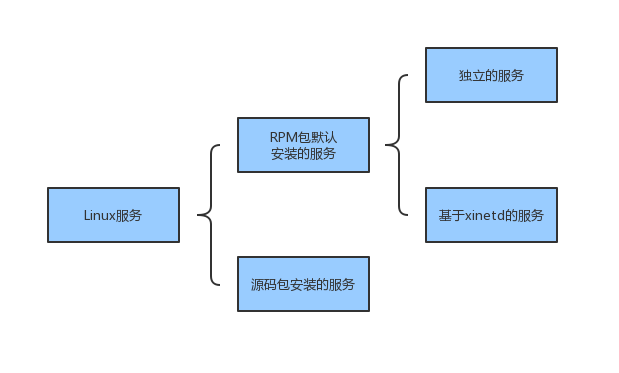 独立的服务
RPM包默认
安装的服务
Linux服务
基于xinetd的服务
源码包安装的服务